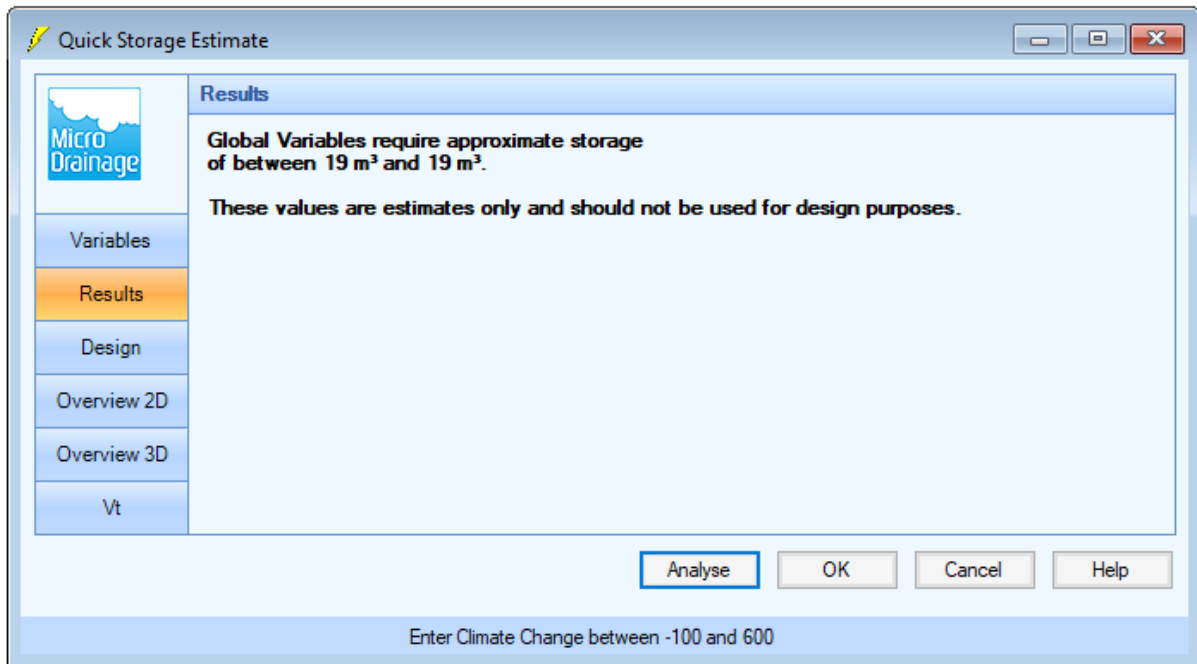 Quick Storage Estimate
Micro
Drainage
Variables
Results
Design
Overview 2D
Overview 3D
Vt
Results
Global Variables require approximate storage
of between 19 m³ and 19 m³.
These values are estimates only and should not be used for design purposes.
Analyse
OK
Cancel
Help
Enter Climate Change between -100 and 600